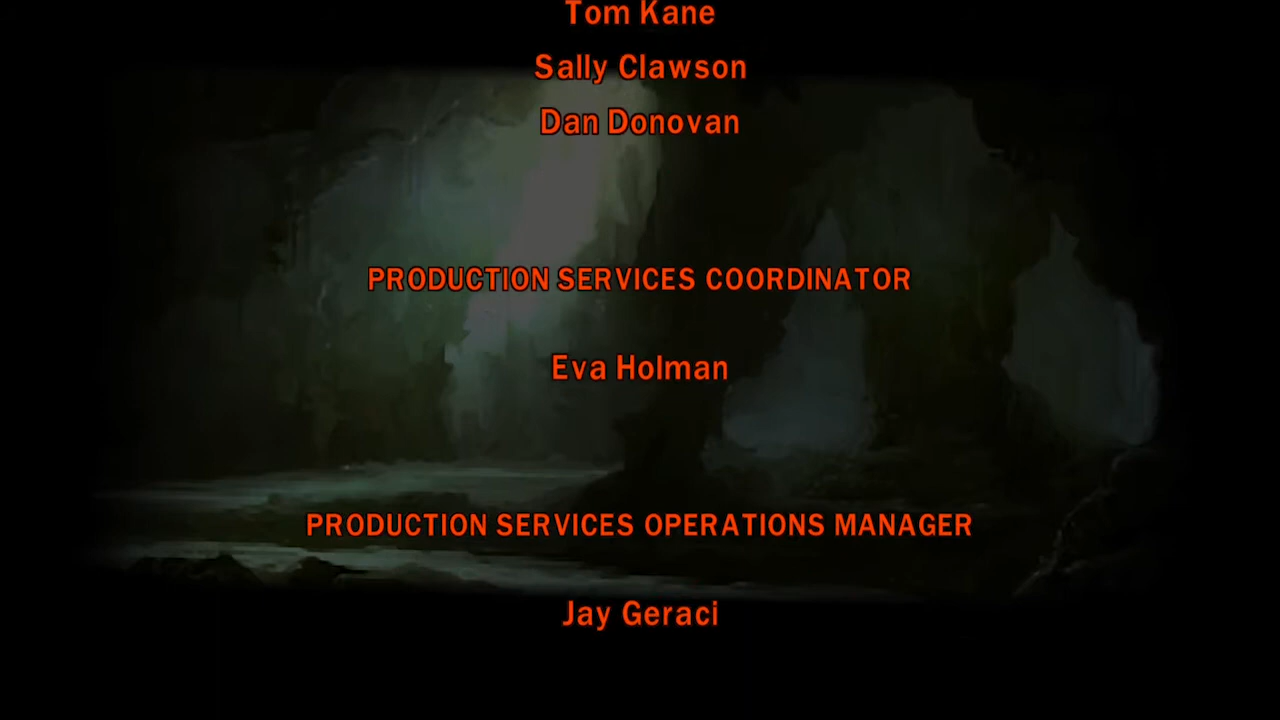 Tom Kane
Sally Clawson
Dan Donovan
PRODUCTION SERVICES COORDINATOR
Eva Holman
PRODUCTION SERVICES OPERATIONS MANAGER
Jay Geraci